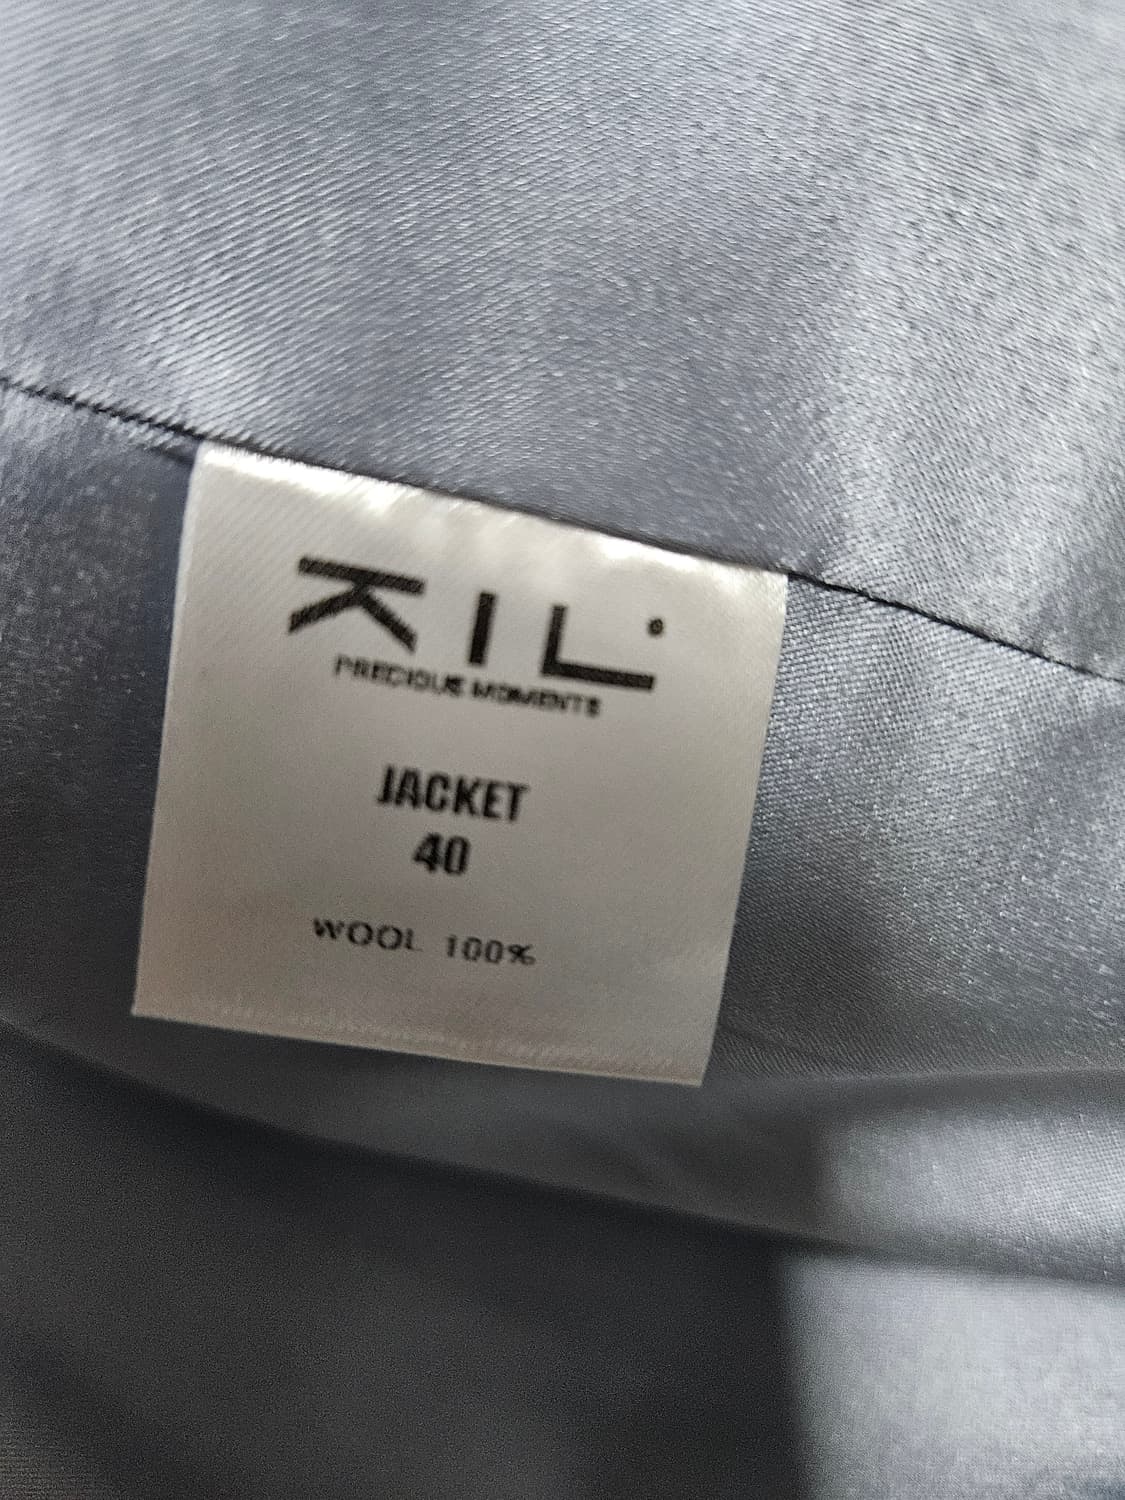 KIL°
PRECIOUS MOMENTS
JACKET
40
WOOL 100%